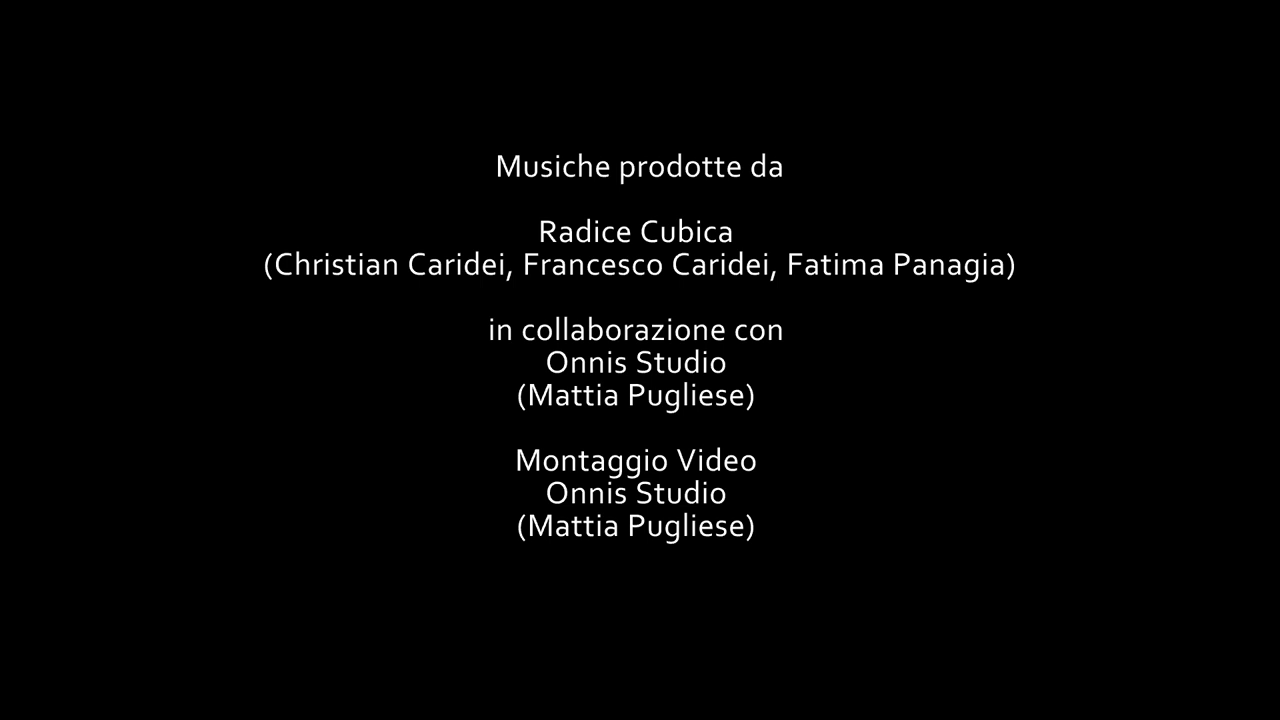 Musiche prodotte da
Radice Cubica
(Christian Caridei, Francesco Caridei, Fatima Panagia)
in collaborazione con
Onnis Studio
(Mattia Pugliese)
Montaggio Video
Onnis Studio
(Mattia Pugliese)